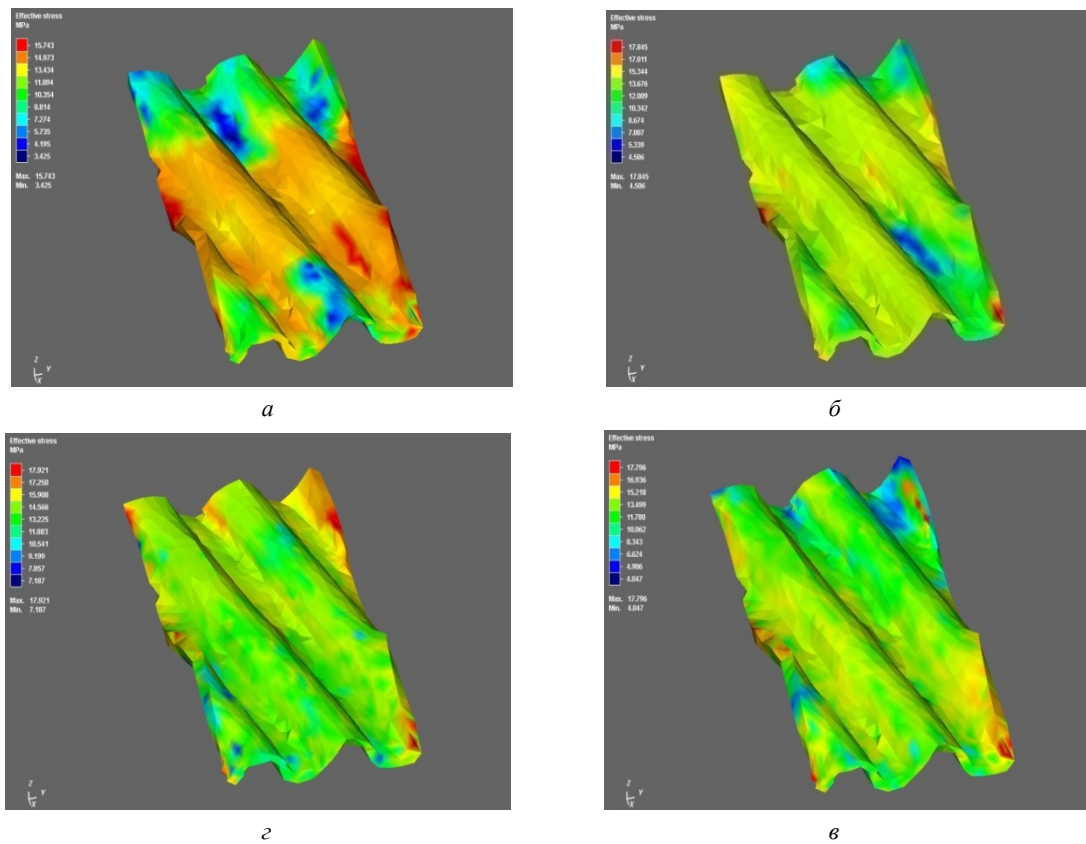 Effective stress
MPa
15.743
14.973
13.434
11.894
10.354
8.814
7.274
5.735
4.195
3.425
Max. 15.743
Min. 3.425
Z
Y
X
а
Effective stress
MPa
17.845
17.011
15.344
13.676
12.009
10.342
8.674
7.007
5.339
4.506
Max. 17.845
Min. 4.506
Z
Y
X
б
Effective stress
MPa
17.921
17.250
15.908
14.566
13.225
11.883
10.541
9.199
7.857
7.187
Max. 17.921
Min. 7.187
Z
Y
X
г
Effective stress
MPa
17.796
16.936
15.218
13.499
11.780
10.062
8.343
6.624
4.906
4.047
Max. 17.796
Min. 4.047
Z
Y
X
в